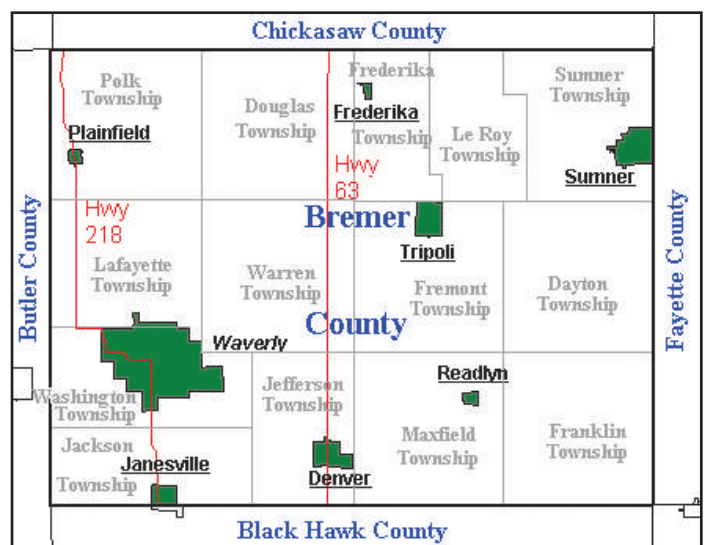 Chickasaw County
Polk
Township
Frederika
Sumner
Township
Douglas
Township
Frederika
Township
Le Roy
Township
Plainfield
Sumner
Hwy
63
Hwy
218
Bremer
Tripoli
Butler County
Fayette County
Lafayette
Township
Warren
Township
Fremont
Township
Dayton
Township
County
Waverly
Readlyn
Washington
Township
Jefferson
Township
Maxfield
Township
Franklin
Township
Jackson
Township
Janesville
Denver
Black Hawk County